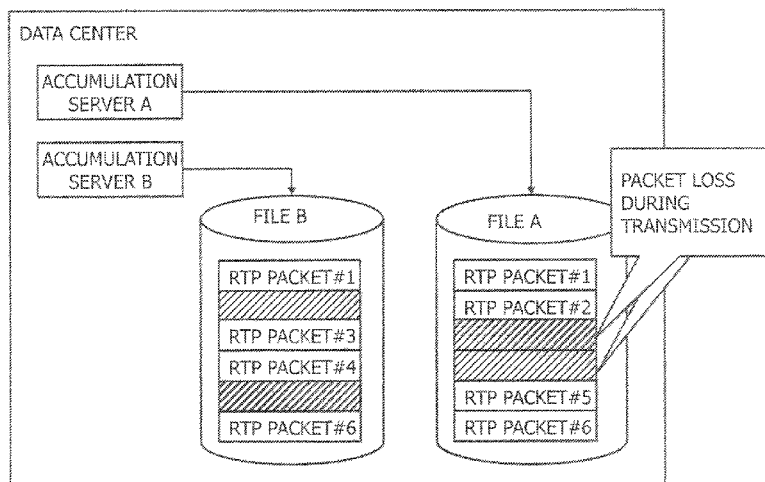 DATA CENTER
ACCUMULATION
SERVER A
ACCUMULATION
SERVER B
PACKET LOSS
DURING
TRANSMISSION
FILE B
RTP PACKET#1
RTP PACKET#3
RTP PACKET#4
RTP PACKET#6
FILE A
RTP PACKET#1
RTP PACKET#2
RTP PACKET#5
RTP PACKET#6